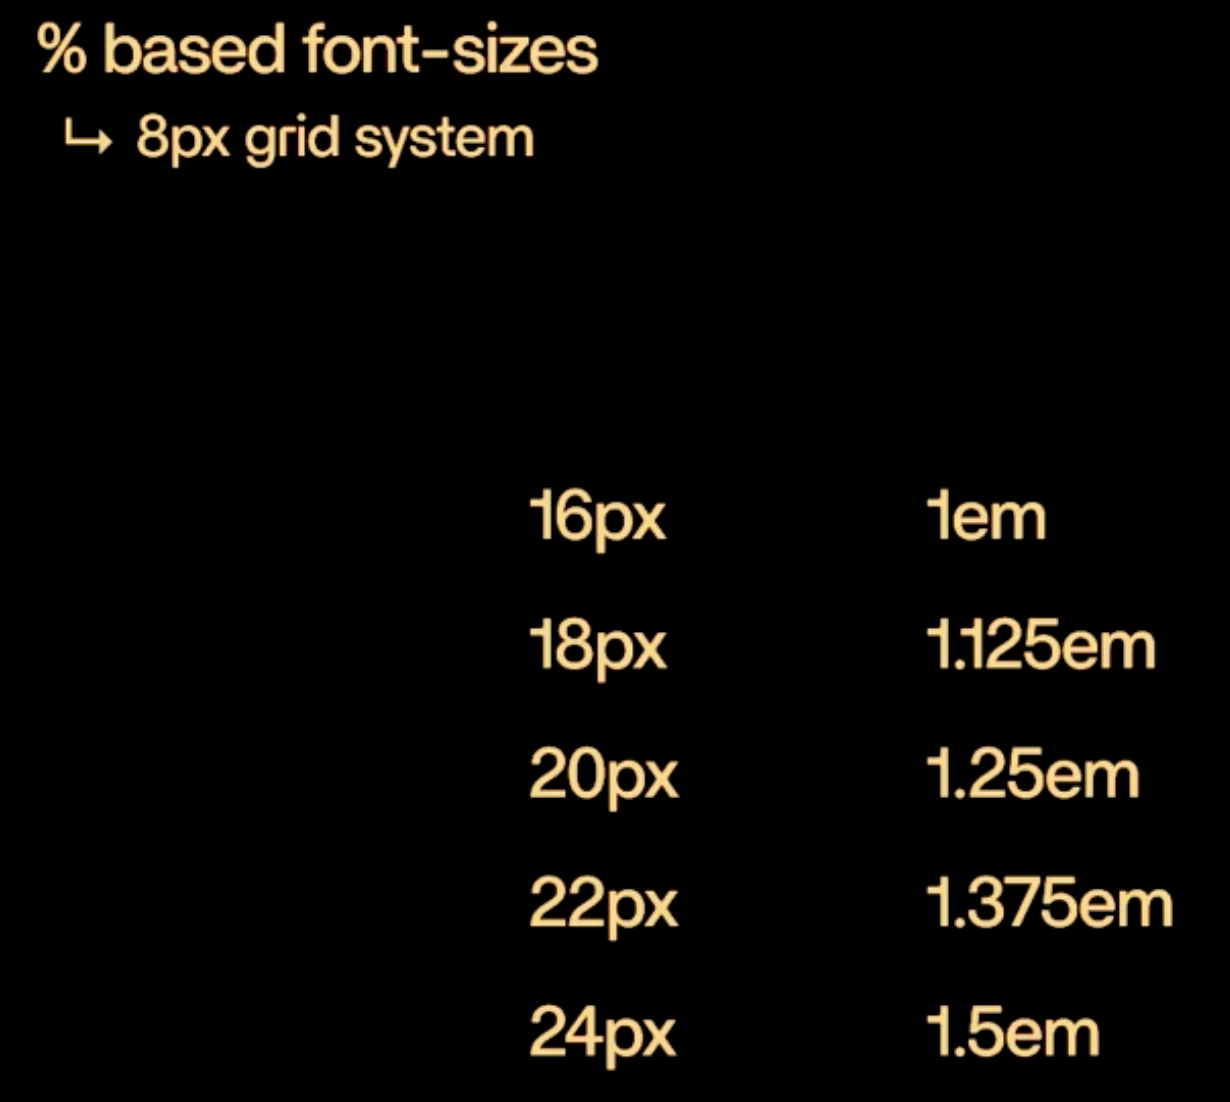 % based font-sizes
↳ 8px grid system
16px 1em
18px 1.125em
20px 1.25em
22px 1.375em
24px 1.5em